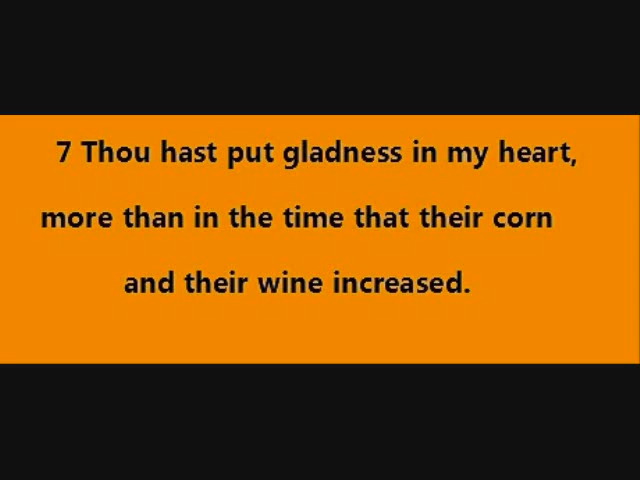 7 Thou hast put gladness in my heart,
more than in the time that their corn
and their wine increased.